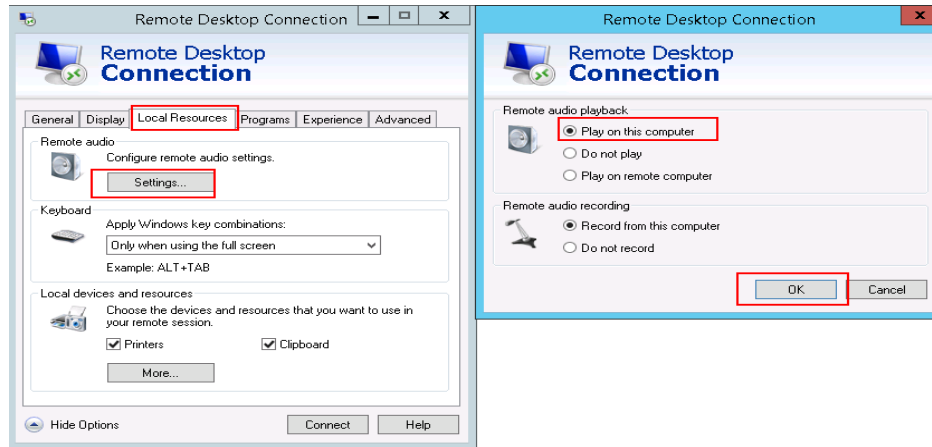 Remote Desktop Connection
Remote Desktop
Connection
General Display Local Resources Programs Experience Advanced
Remote audio
Configure remote audio settings.
Settings...
Keyboard
Apply Windows key combinations:
Only when using the full screen
Example: ALT+TAB
Local devices and resources
Choose the devices and resources that you want to use in
your remote session.
Printers Clipboard
More...
Hide Options Connect Help
Remote Desktop Connection
Remote Desktop
Connection
Remote audio playback
Play on this computer
Do not play
Play on remote computer
Remote audio recording
Record from this computer
Do not record
OK Cancel